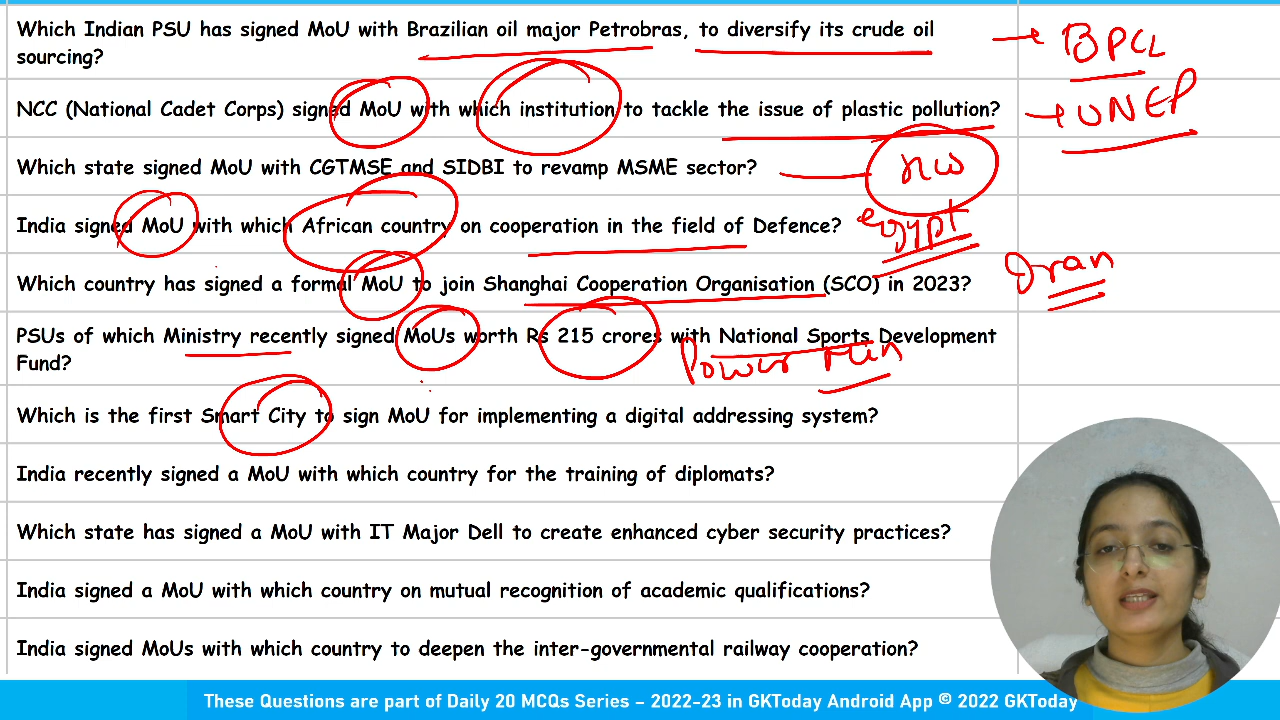 Which Indian PSU has signed MoU with Brazilian oil major Petrobras, to diversify its crude oil
sourcing?
BPCL
NCC (National Cadet Corps) signed MoU with which institution to tackle the issue of plastic pollution?
UNEP
Which state signed MoU with CGTMSE and SIDBI to revamp MSME sector?
India signed MoU with which African country on cooperation in the field of Defence?
egypt
Which country has signed a formal MoU to join Shanghai Cooperation Organisation (SCO) in 2023?
Iran
PSUs of which Ministry recently signed MoUs worth Rs 215 crores with National Sports Development
Fund?
Power Min
Which is the first Smart City to sign MoU for implementing a digital addressing system?
India recently signed a MoU with which country for the training of diplomats?
Which state has signed a MoU with IT Major Dell to create enhanced cyber security practices?
India signed a MoU with which country on mutual recognition of academic qualifications?
India signed MoUs with which country to deepen the inter-governmental railway cooperation?
These Questions are part of Daily 20 MCQs Series – 2022-23 in GKToday Android App © 2022 GKToday